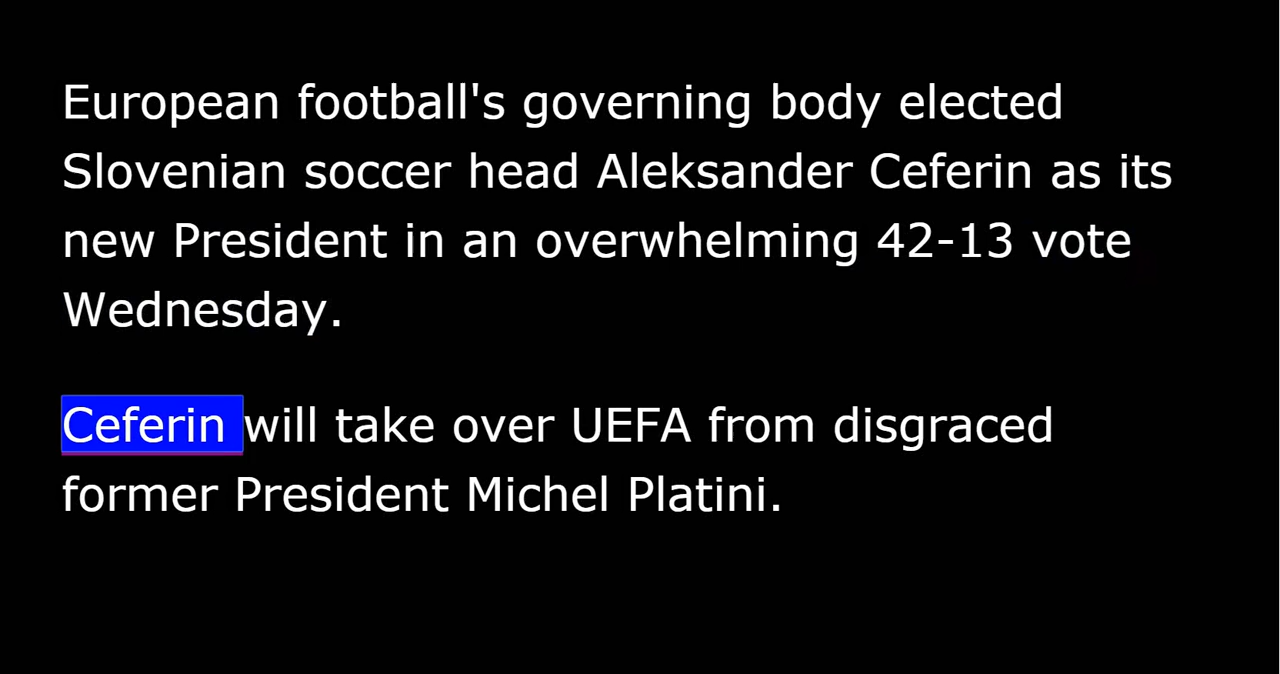 European football's governing body elected
Slovenian soccer head Aleksander Ceferin as its
new President in an overwhelming 42-13 vote
Wednesday.
Ceferin will take over UEFA from disgraced
former President Michel Platini.